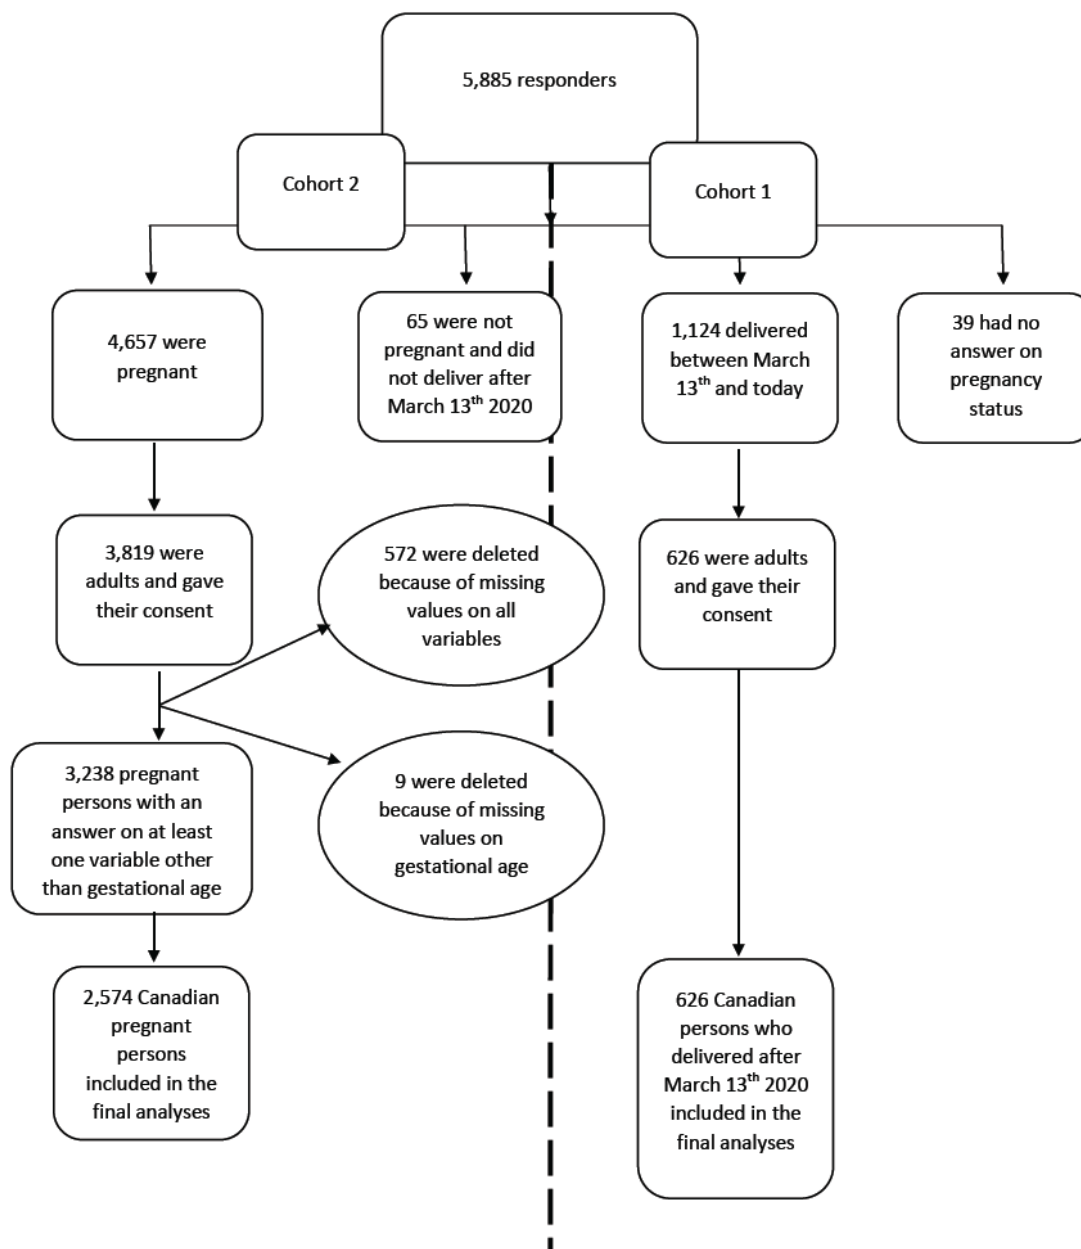 5,885 responders
Cohort 2
Cohort 1
4,657 were
pregnant
65 were not
pregnant and did
not deliver after
March 13th 2020
1,124 delivered
between March
13th and today
39 had no
answer on
pregnancy
status
3,819 were
adults and gave
their consent
572 were deleted
because of missing
values on all
variables
626 were adults
and gave their
consent
3,238 pregnant
persons with an
answer on at least
one variable other
than gestational age
9 were deleted
because of missing
values on
gestational age
2,574 Canadian
pregnant
persons
included in the
final analyses
626 Canadian
persons who
delivered after
March 13th 2020
included in the
final analyses